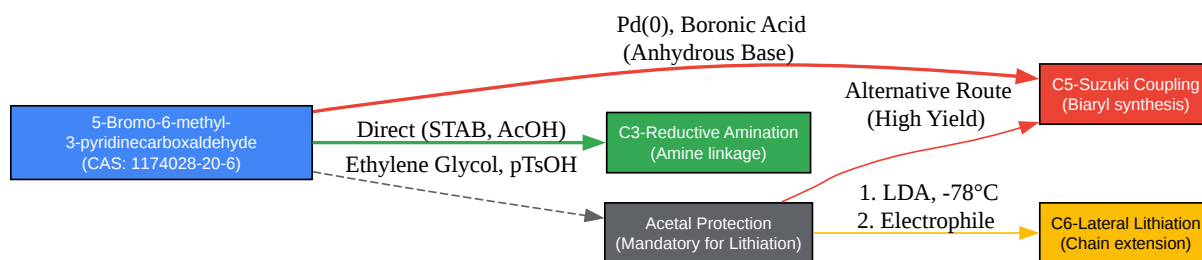 Pd(0), Boronic Acid
(Anhydrous Base)
C5-Suzuki Coupling
(Biaryl synthesis)
Alternative Route
(High Yield)
5-Bromo-6-methyl-
3-pyridinecarboxaldehyde
(CAS: 1174028-20-6)
Direct (STAB, AcOH)
C3-Reductive Amination
(Amine linkage)
Ethylene Glycol, pTsOH
Acetal Protection
(Mandatory for Lithiation)
1. LDA, -78°C
2. Electrophile
C6-Lateral Lithiation
(Chain extension)